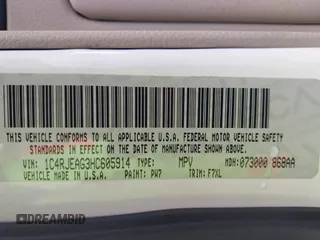 THIS VEHICLE CONFORMS TO ALL APPLICABLE U.S.A. FEDERAL MOTOR VEHICLE SAFETY
STANDARDS IN EFFECT ON THE DATE OF MANUFACTURE SHOWN ABOVE.
VIN: 1C4RJEAG3HC605914 TYPE: MPV MDH: 073000 868AA
MADE IN U.S.A. PAINT: PW7 TRIM: F7XL
DREAMBID